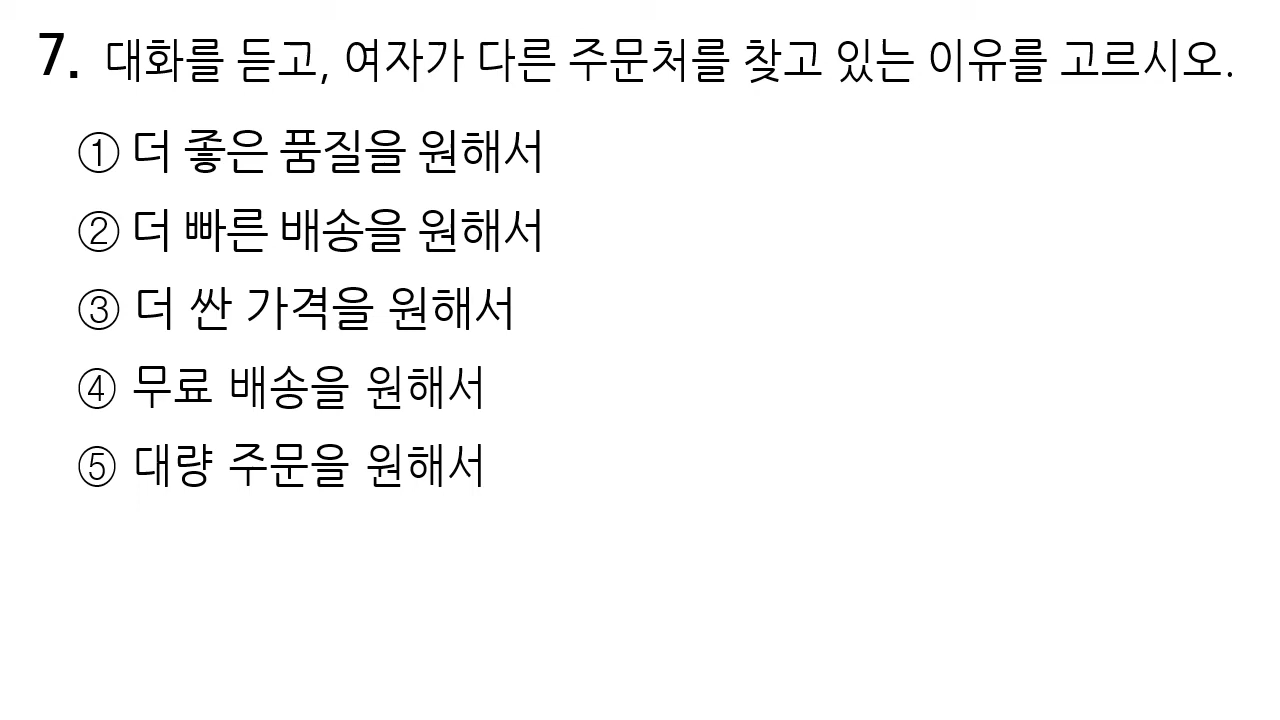 7. 대화를 듣고, 여자가 다른 주문처를 찾고 있는 이유를 고르시오.
① 더 좋은 품질을 원해서
② 더 빠른 배송을 원해서
③ 더 싼 가격을 원해서
④ 무료 배송을 원해서
⑤ 대량 주문을 원해서